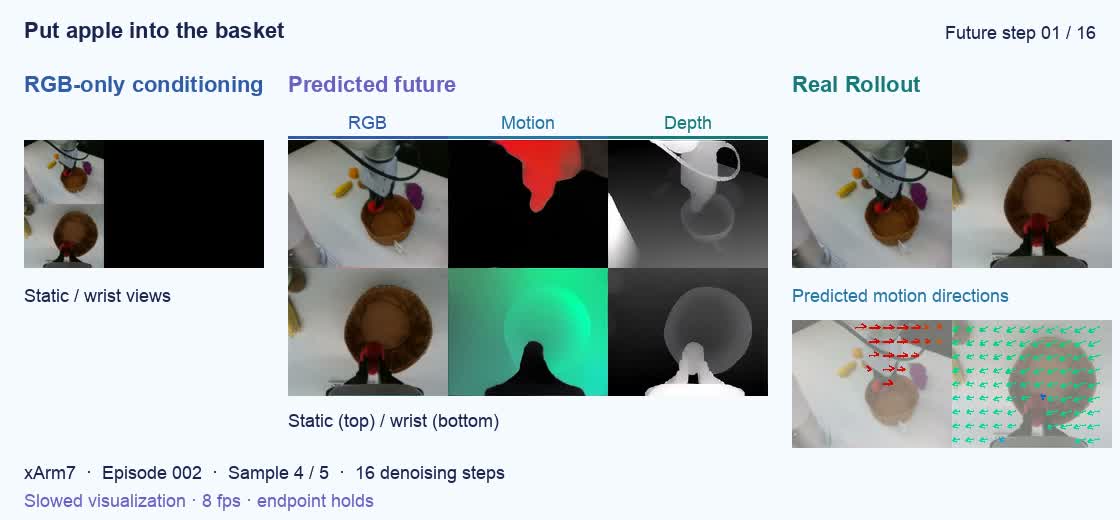 Put apple into the basket
Future step 01 / 16
RGB-only conditioning
Predicted future
Real Rollout
RGB
Motion
Depth
Static / wrist views
Predicted motion directions
Static (top) / wrist (bottom)
xArm7 · Episode 002 · Sample 4 / 5 · 16 denoising steps
Slowed visualization · 8 fps · endpoint holds